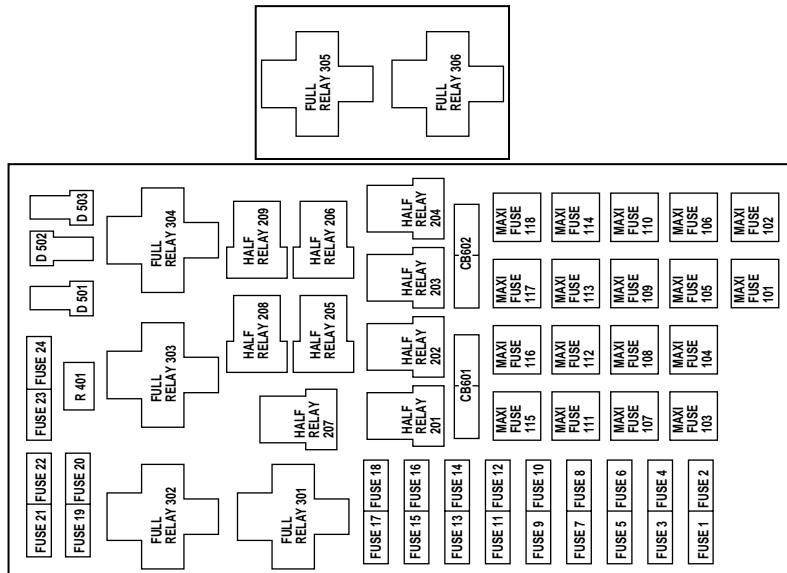 FULL
RELAY 305
FULL
RELAY 306
D 503
D 502
D 501
FULL
RELAY 304
HALF
RELAY 209
HALF
RELAY 206
HALF
RELAY
204
CB602
MAXI
FUSE
118
MAXI
FUSE
114
MAXI
FUSE
110
MAXI
FUSE
106
MAXI
FUSE
102
HALF
RELAY
203
MAXI
FUSE
117
MAXI
FUSE
113
MAXI
FUSE
109
MAXI
FUSE
105
MAXI
FUSE
101
FUSE 24
FUSE 23
R 401
FULL
RELAY 303
HALF
RELAY 208
HALF
RELAY 205
HALF
RELAY
202
CB601
MAXI
FUSE
116
MAXI
FUSE
112
MAXI
FUSE
108
MAXI
FUSE
104
HALF
RELAY
207
HALF
RELAY
201
MAXI
FUSE
115
MAXI
FUSE
111
MAXI
FUSE
107
MAXI
FUSE
103
FUSE 22
FUSE 21
FUSE 20
FUSE 19
FULL
RELAY 302
FULL
RELAY 301
FUSE 18
FUSE 17
FUSE 16
FUSE 15
FUSE 14
FUSE 13
FUSE 12
FUSE 11
FUSE 10
FUSE 9
FUSE 8
FUSE 7
FUSE 6
FUSE 5
FUSE 4
FUSE 3
FUSE 2
FUSE 1